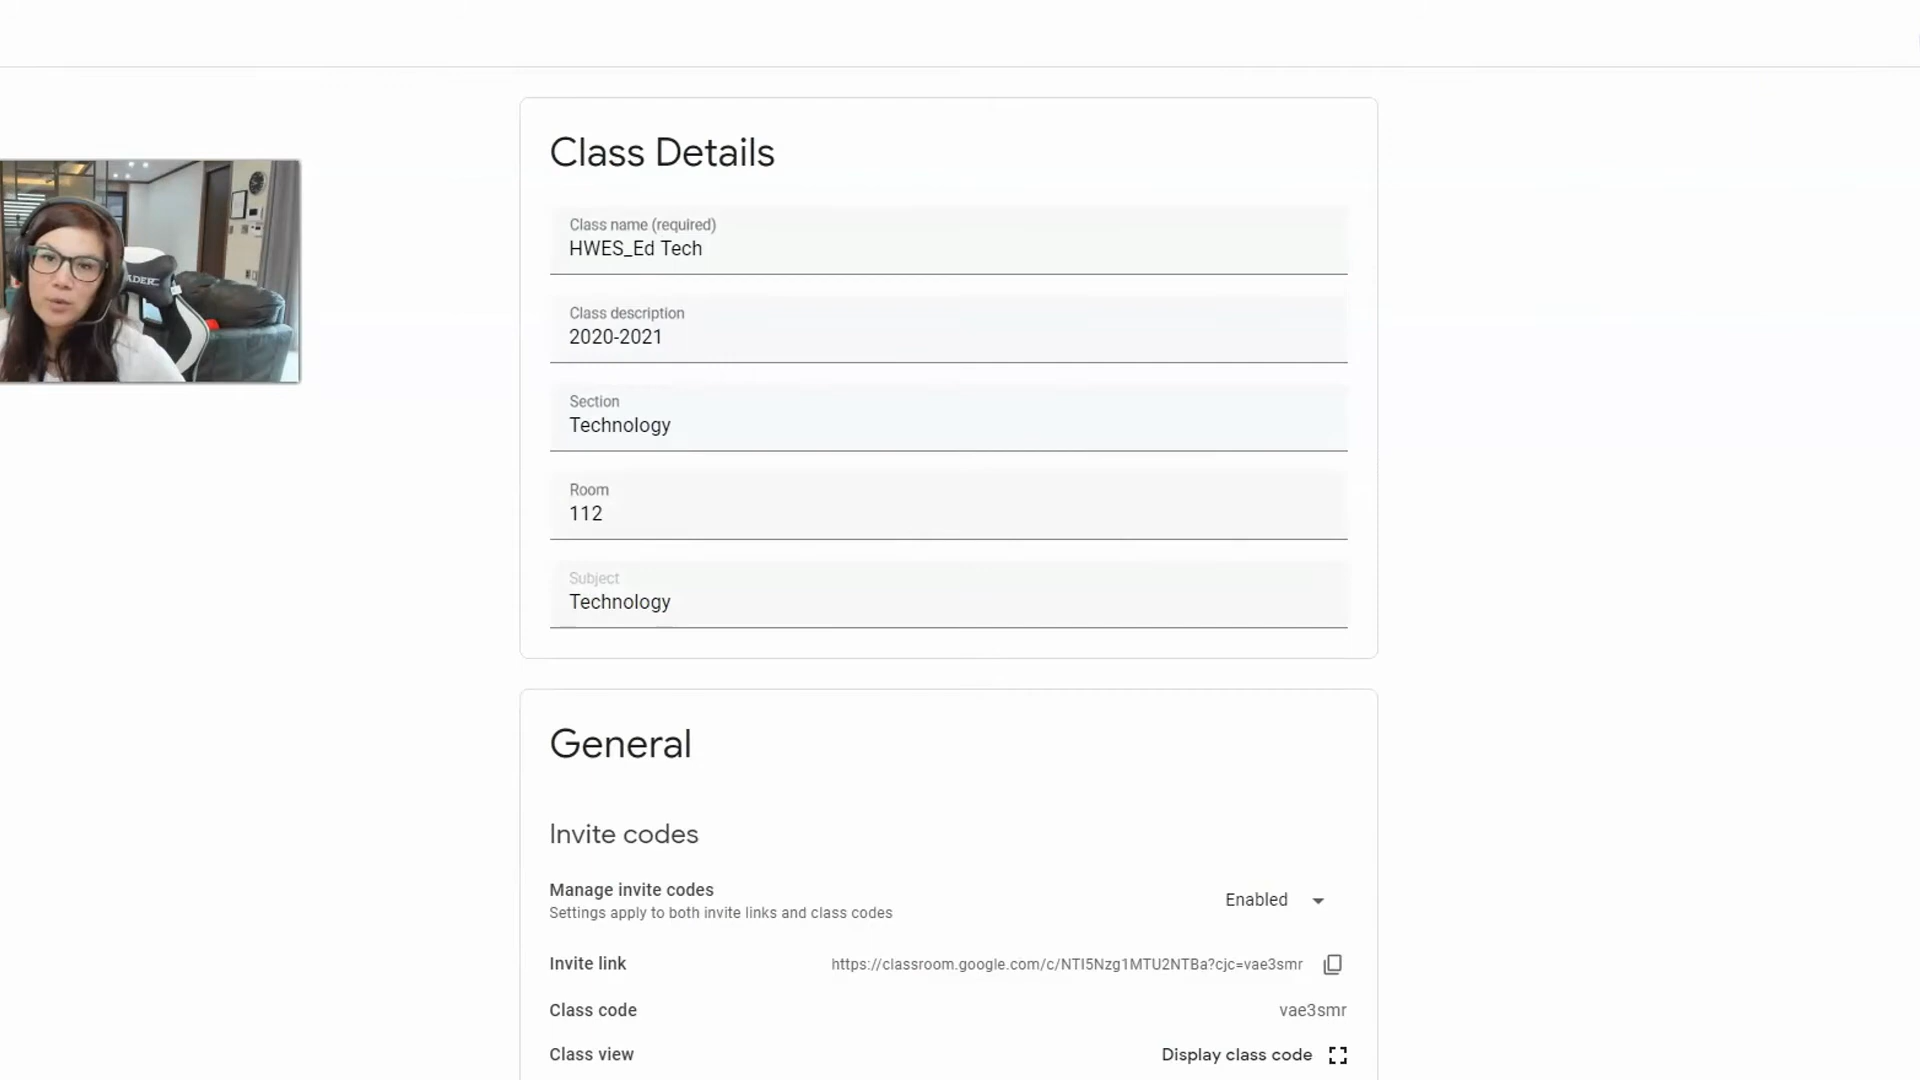 Class Details
Class name (required)
HWES_Ed Tech
Class description
2020-2021
Section
Technology
Room
112
Subject
Technology
General
Invite codes
Manage invite codes
Enabled
Settings apply to both invite links and class codes
Invite link
https://classroom.google.com/c/NTI5Nzg1MTU2NTBa?cjc=vae3smr
Class code
vae3smr
Class view
Display class code